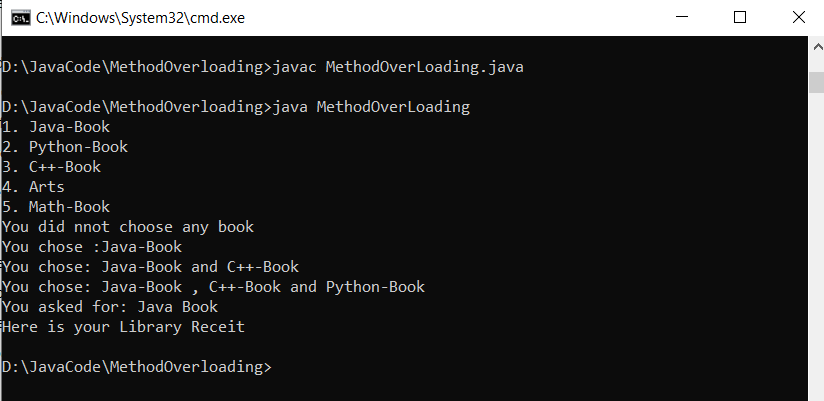 C:\Windows\System32\cmd.exe
D:\JavaCode\MethodOverloading>javac MethodOverLoading.java
D:\JavaCode\MethodOverloading>java MethodOverLoading
1. Java-Book
2. Python-Book
3. C++-Book
4. Arts
5. Math-Book
You did nnot choose any book
You chose :Java-Book
You chose: Java-Book and C++-Book
You chose: Java-Book , C++-Book and Python-Book
You asked for: Java Book
Here is your Library Receit
D:\JavaCode\MethodOverloading>